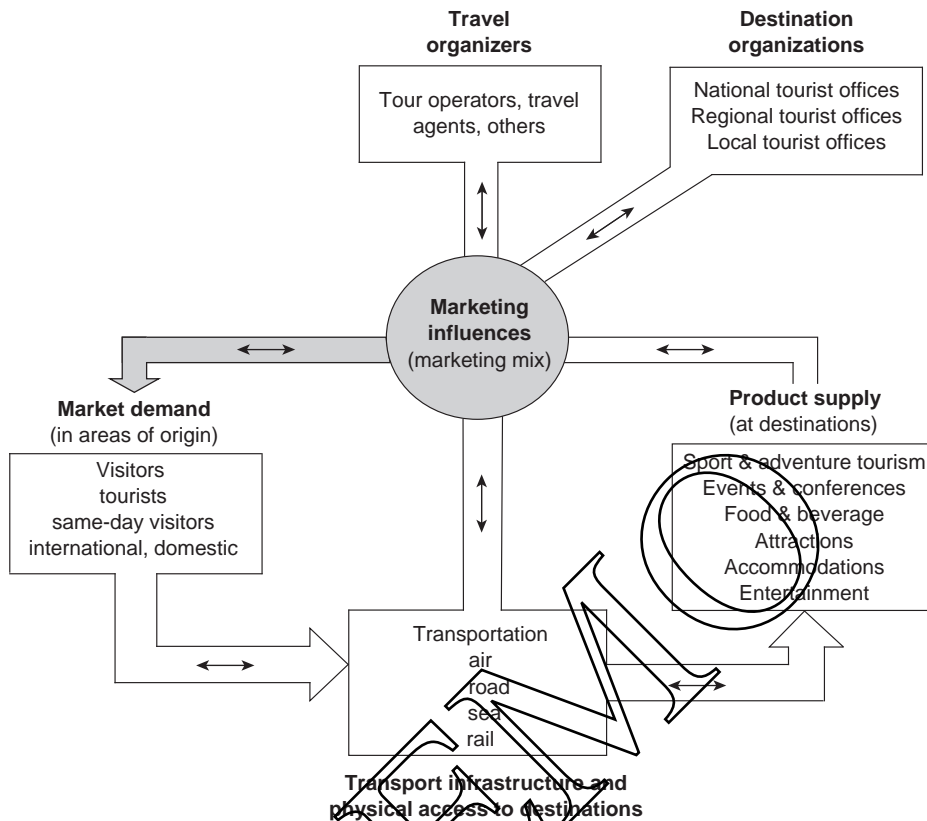 Travel
organizers
Tour operators, travel
agents, others
Destination
organizations
National tourist offices
Regional tourist offices
Local tourist offices
Marketing
influences
(marketing mix)
Market demand
(in areas of origin)
Visitors
tourists
same-day visitors
international, domestic
Product supply
(at destinations)
Sport & adventure tourism
Events & conferences
Food & beverage
Attractions
Accommodations
Entertainment
Transportation
air
road
sea
rail
Transport infrastructure and
physical access to destinations